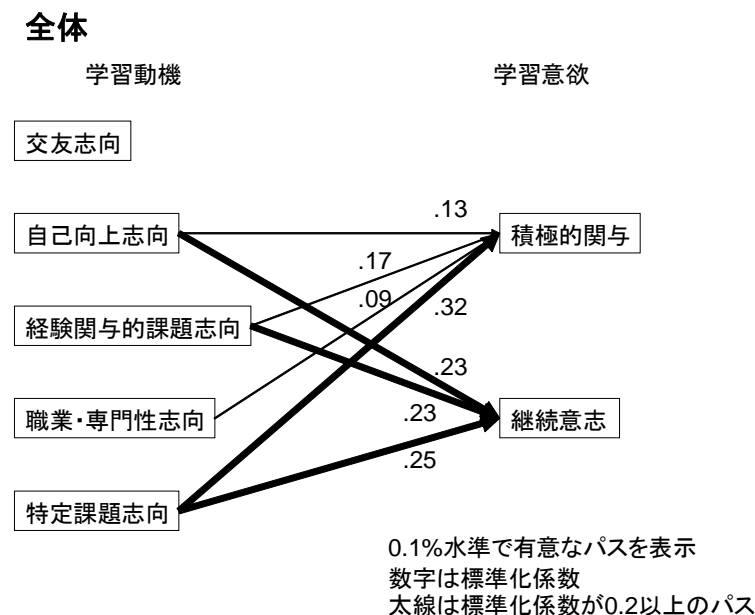 全体
学習動機
学習意欲
交友志向
自己向上志向
.13
積極的関与
.17
経験関与的課題志向
.09
.32
.23
職業・専門性志向
.23
継続意志
.25
特定課題志向
0.1%水準で有意なパスを表示
数字は標準化係数
太線は標準化係数が0.2以上のパス